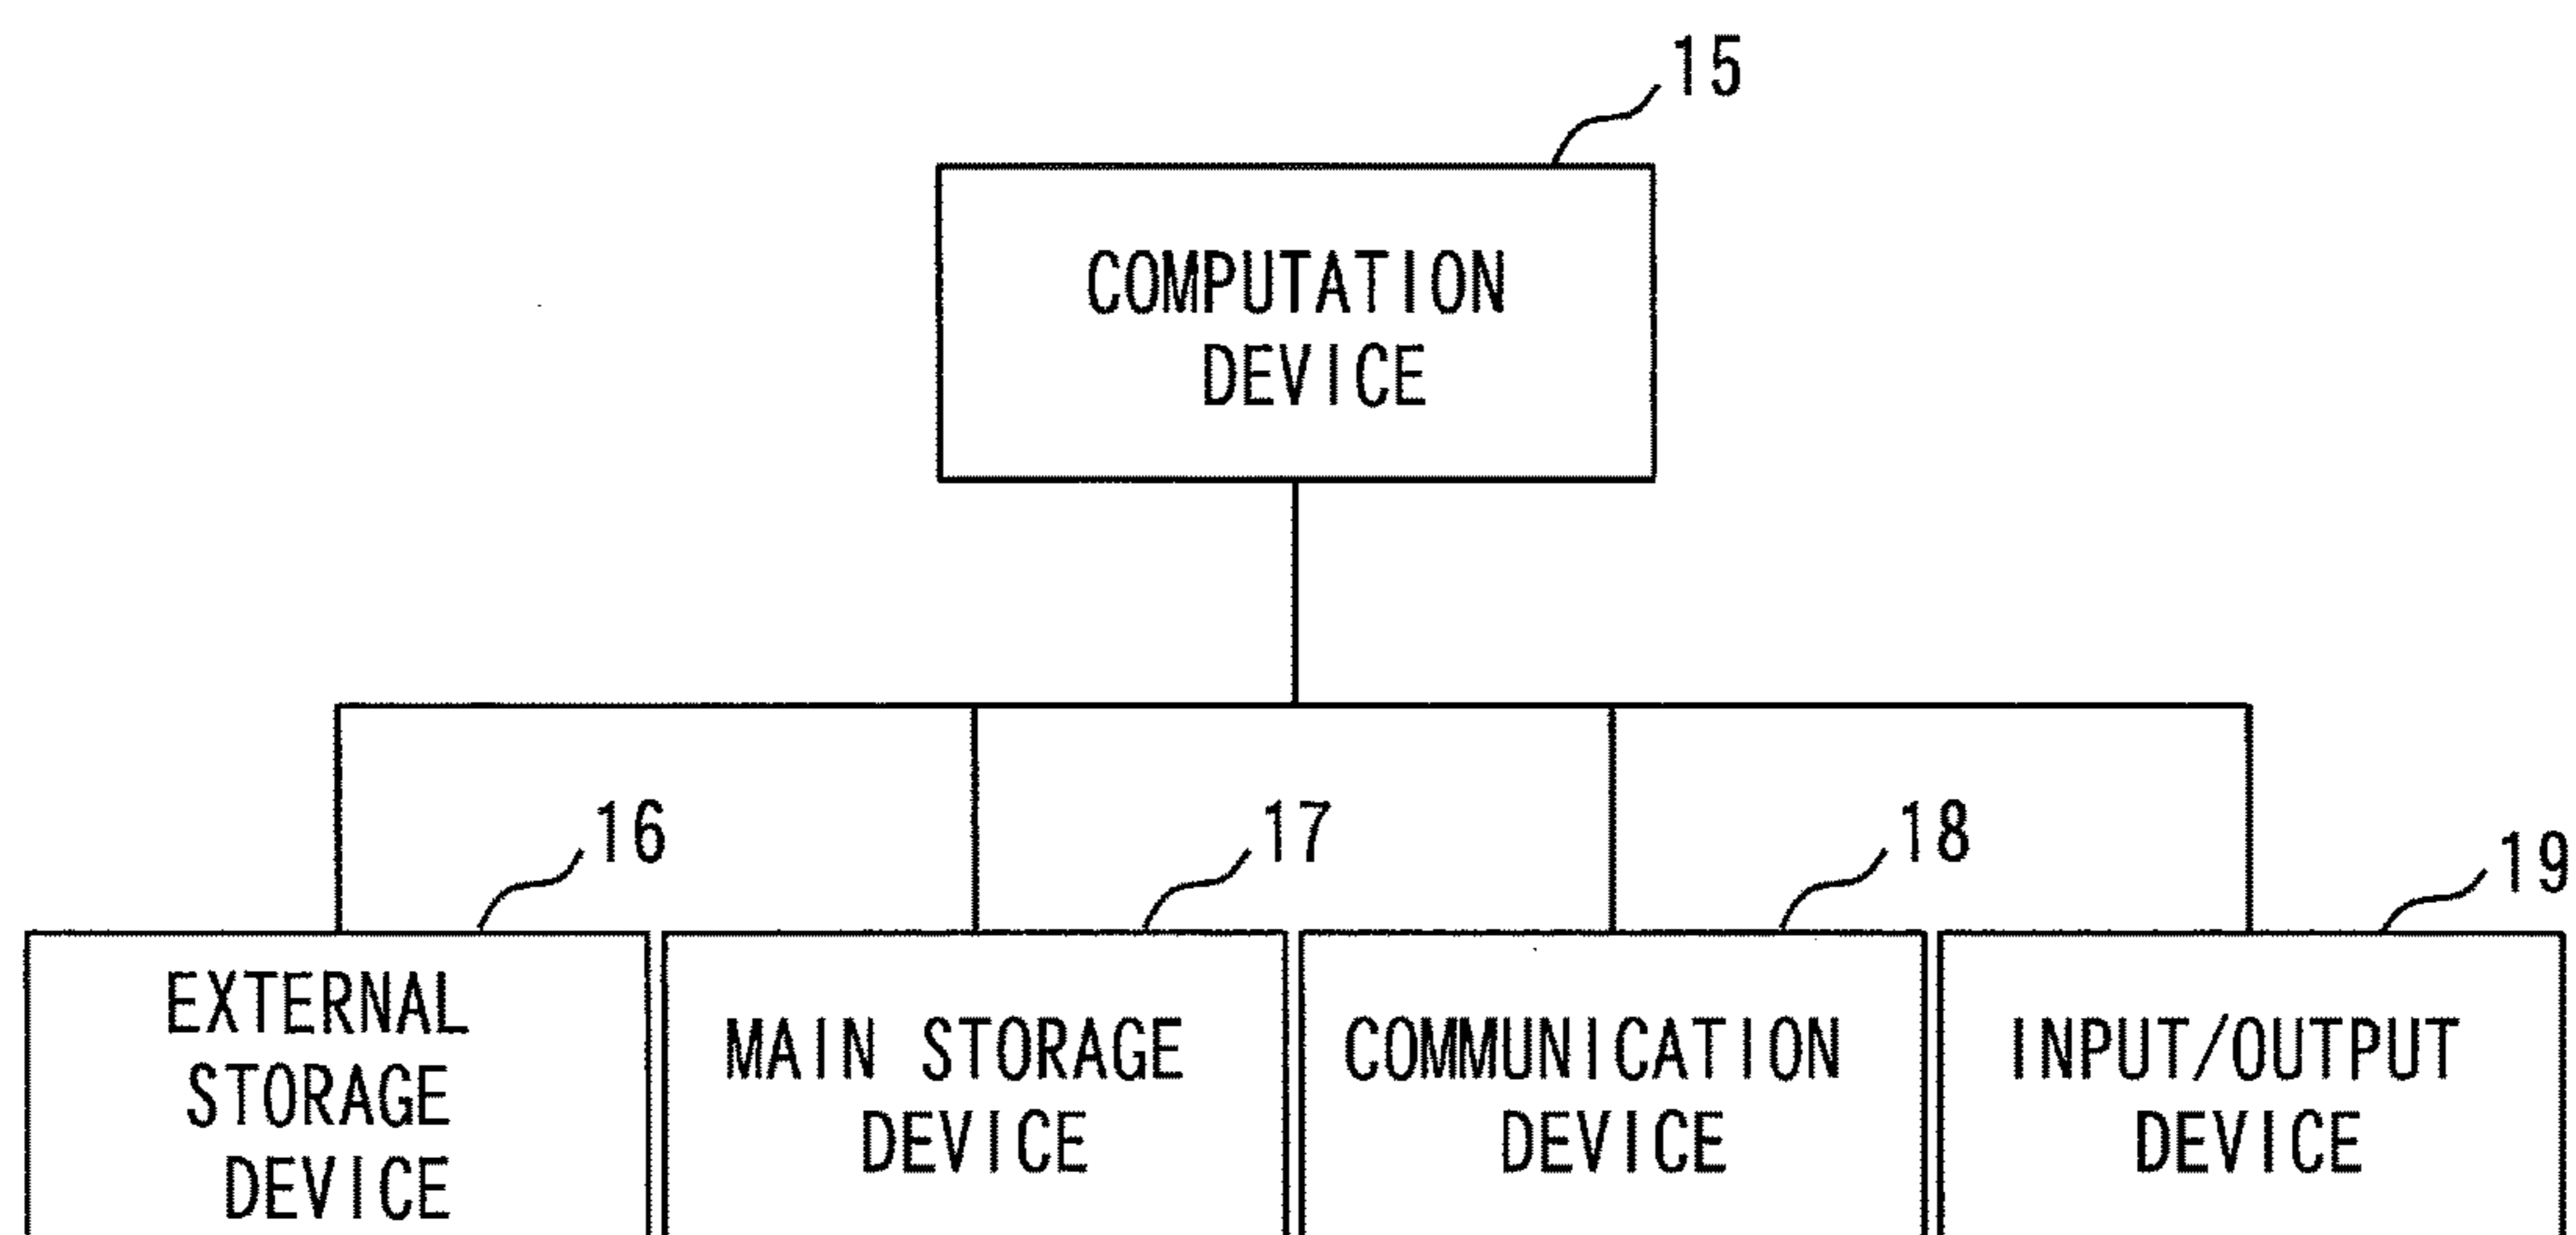 15
COMPUTATION
DEVICE
16
17
18
19
EXTERNAL
STORAGE
DEVICE
MAIN STORAGE
DEVICE
COMMUNICATION
DEVICE
INPUT/OUTPUT
DEVICE